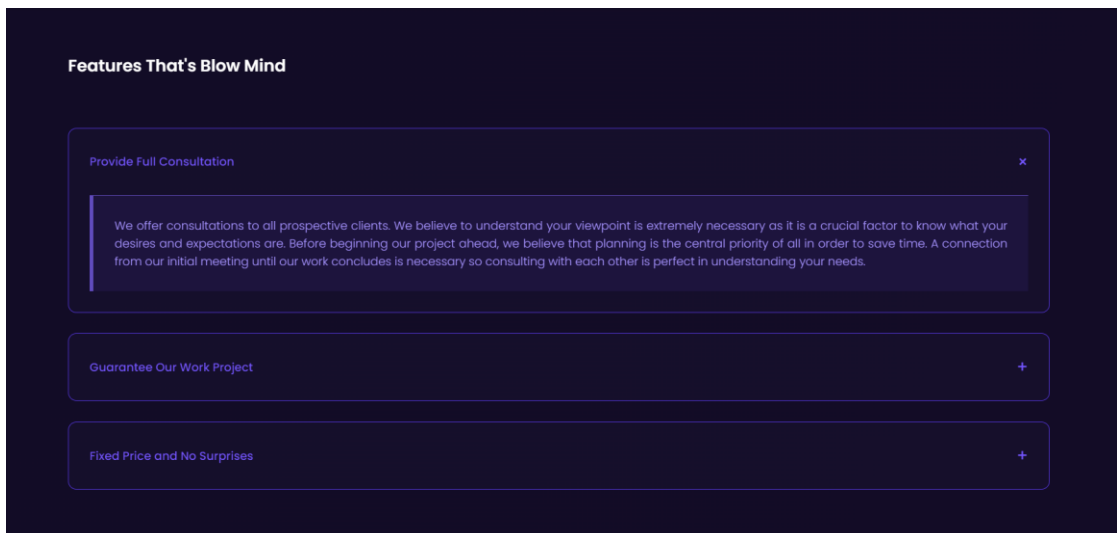 Features That's Blow Mind
Provide Full Consultation
We offer consultations to all prospective clients. We believe to understand your viewpoint is extremely necessary as it is a crucial factor to know what your
desires and expectations are. Before beginning our project ahead, we believe that planning is the central priority of all in order to save time. A connection
from our initial meeting until our work concludes is necessary so consulting with each other is perfect in understanding your needs.
Guarantee Our Work Project
Fixed Price and No Surprises